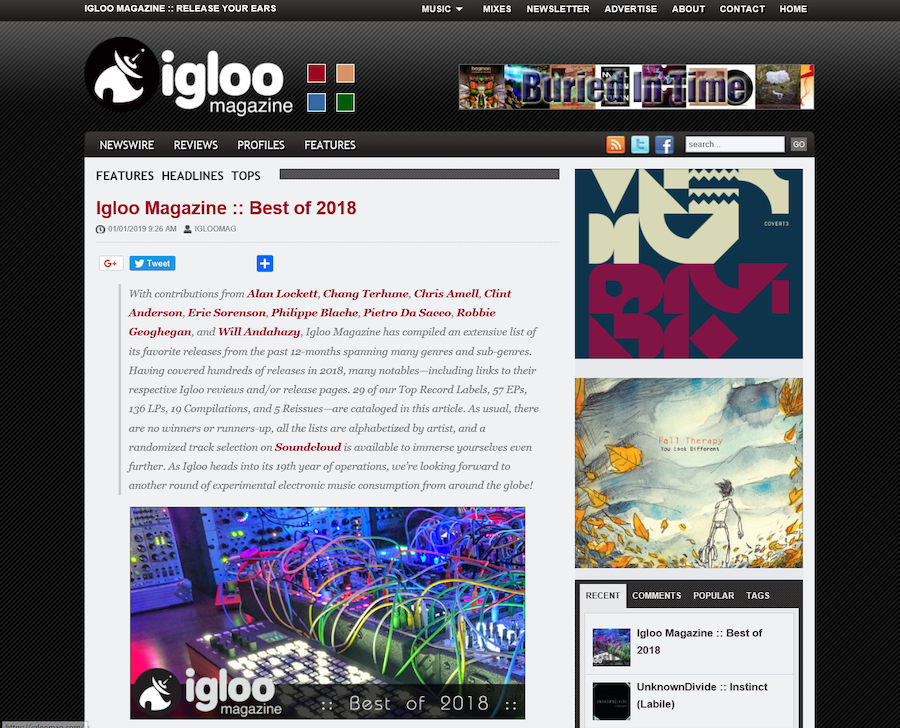 IGLOO MAGAZINE :: RELEASE YOUR EARS
MUSIC MIXES NEWSLETTER ADVERTISE ABOUT CONTACT HOME
igloo
magazine
Buried In Time
NEWSWIRE REVIEWS PROFILES FEATURES
search...
GO
FEATURES HEADLINES TOPS
Igloo Magazine :: Best of 2018
01/01/2019 9:26 AM IGLOOMAG
G+
Tweet
With contributions from Alan Lockett, Chang Terhune, Chris Amell, Clint
Anderson, Eric Sorenson, Philippe Blache, Pietro Da Sacco, Robbie
Geoghegan, and Will Andahazy, Igloo Magazine has compiled an extensive list of
its favorite releases from the past 12-months spanning many genres and sub-genres.
Having covered hundreds of releases in 2018, many notables—including links to their
respective Igloo reviews and/or release pages. 29 of our Top Record Labels, 57 EPs,
136 LPs, 19 Compilations, and 5 Reissues—are cataloged in this article. As usual, there
are no winners or runners-up, all the lists are alphabetized by artist, and a
randomized track selection on Soundcloud is available to immerse yourselves even
further. As Igloo heads into its 19th year of operations, we're looking forward to
another round of experimental electronic music consumption from around the globe!
igloo
magazine
:: Best of 2018 ::
COVERT3
Fall Therapy
You Look Different
RECENT COMMENTS POPULAR TAGS
Igloo Magazine :: Best of
2018
UnknownDivide :: Instinct
(Labile)